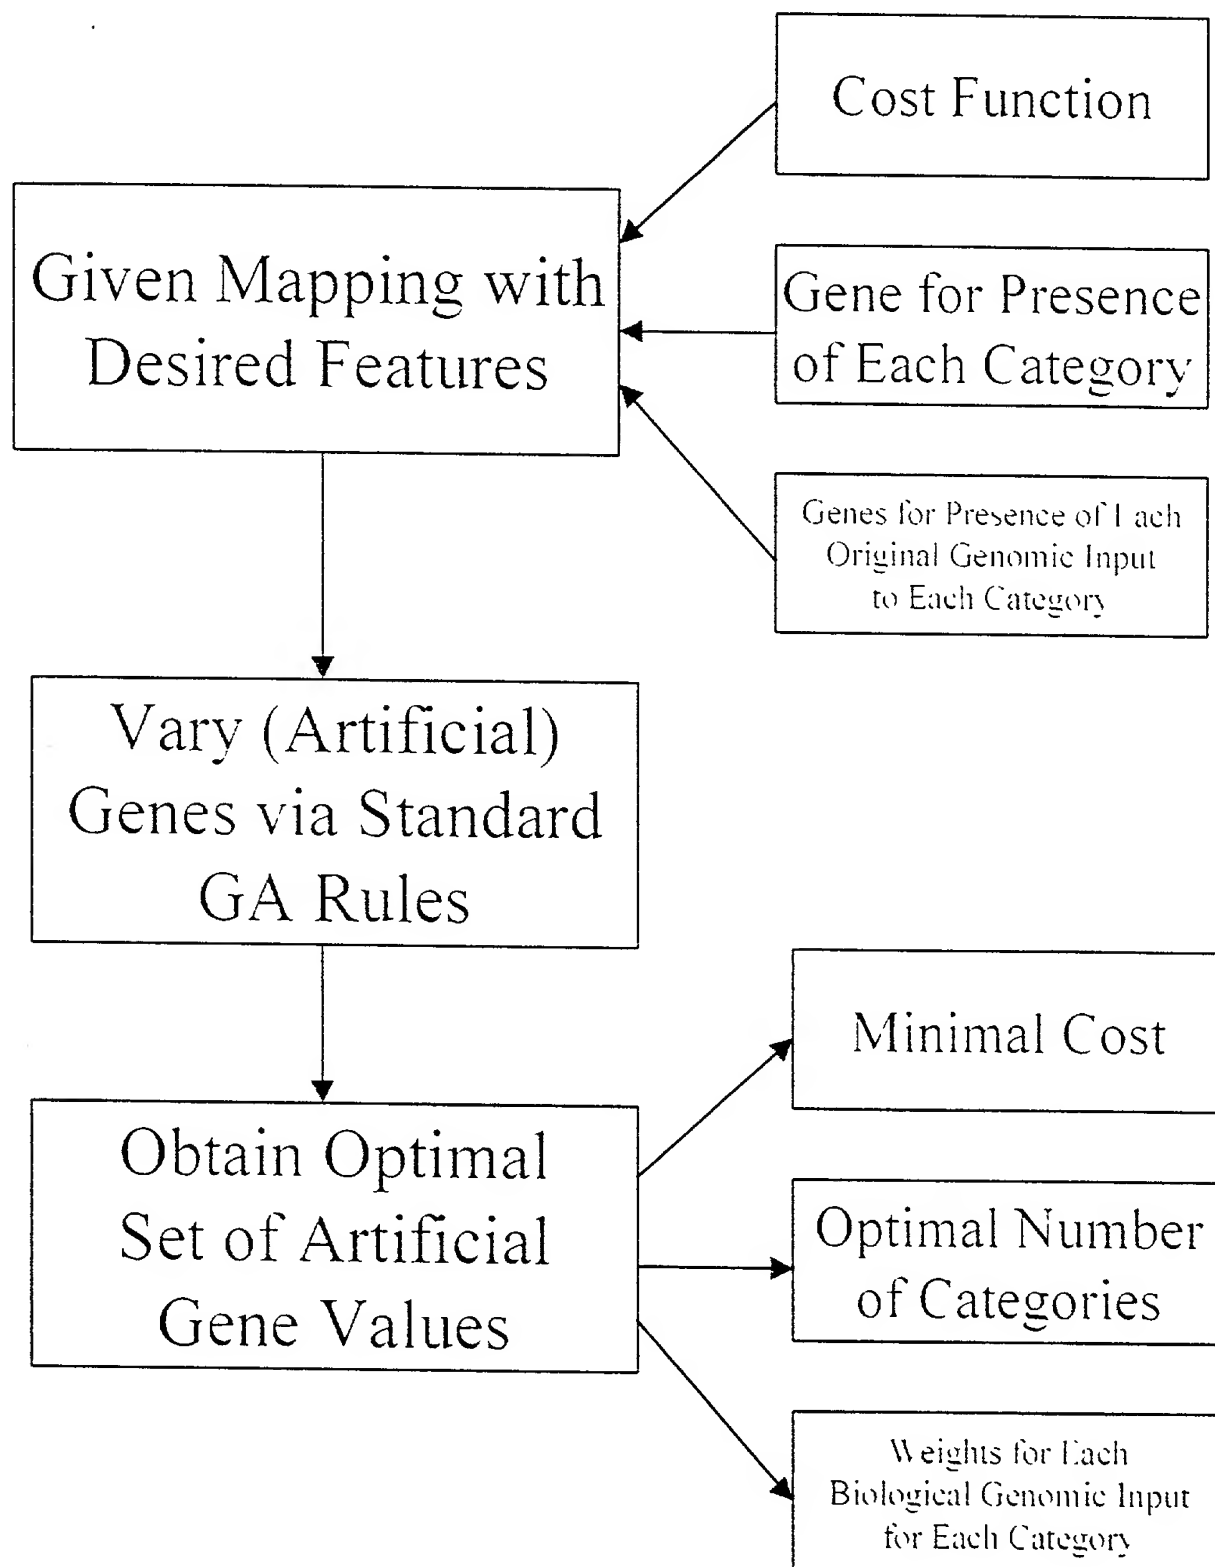 Cost Function
Given Mapping with
Desired Features
Gene for Presence
of Each Category
Genes for Presence of Each
Original Genomic Input
to Each Category
Vary (Artificial)
Genes via Standard
GA Rules
Obtain Optimal
Set of Artificial
Gene Values
Minimal Cost
Optimal Number
of Categories
Weights for Each
Biological Genomic Input
for Each Category